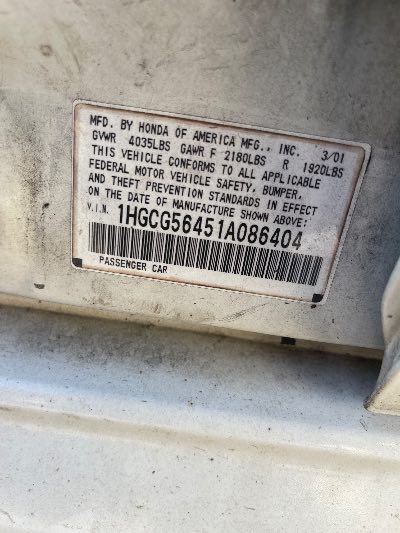 MFD. BY HONDA OF AMERICA MFG., INC. 3/01
GVWR 4035LBS GAWR F 2180LBS R 1920LBS
THIS VEHICLE CONFORMS TO ALL APPLICABLE
FEDERAL MOTOR VEHICLE SAFETY, BUMPER,
AND THEFT PREVENTION STANDARDS IN EFFECT
ON THE DATE OF MANUFACTURE SHOWN ABOVE:
V.I.N. 1HGCG56451A086404
PASSENGER CAR